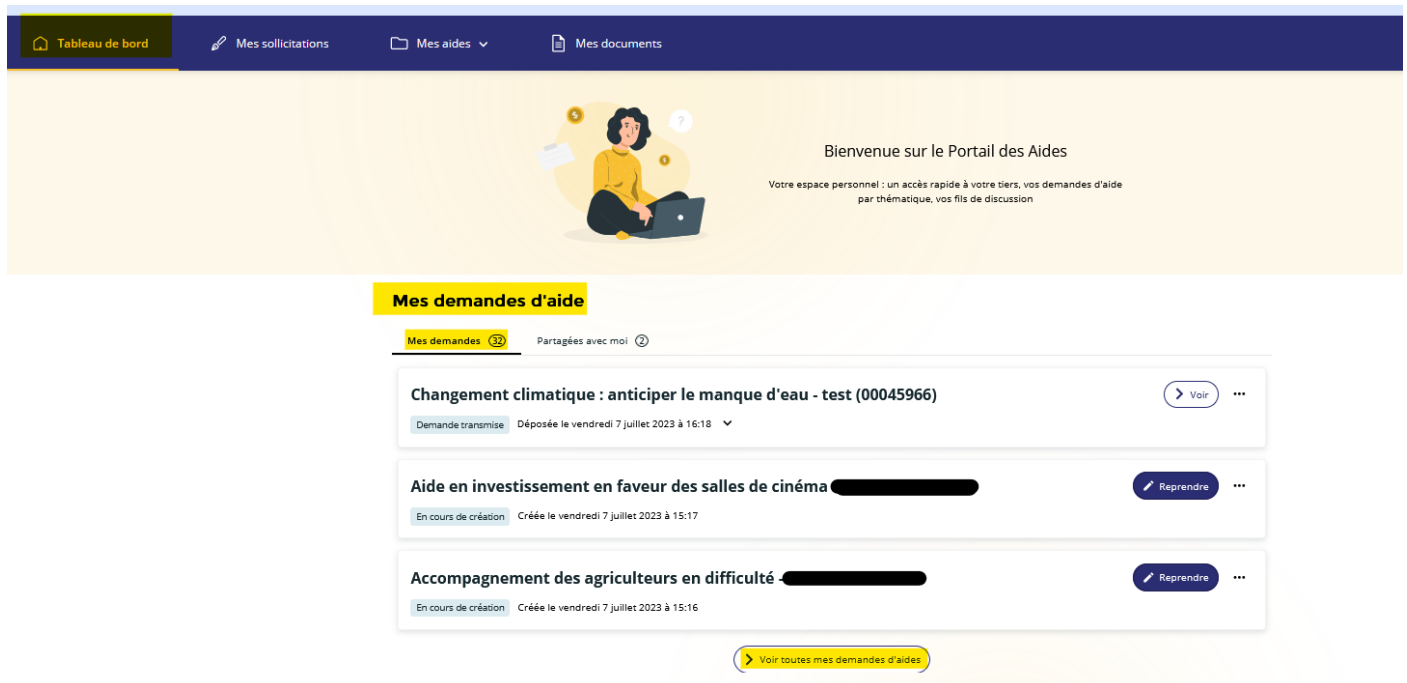 Tableau de bord
Mes sollicitations
Mes aides
Mes documents
?
$
Bienvenue sur le Portail des Aides
Votre espace personnel : un accès rapide à votre tiers, vos demandes d'aide
par thématique, vos fils de discussion
Mes demandes d'aide
Mes demandes 32
Partagées avec moi 2
Changement climatique : anticiper le manque d'eau - test (00045966)
Voir
Demande transmise Déposée le vendredi 7 juillet 2023 à 16:18
Aide en investissement en faveur des salles de cinéma
Reprendre
En cours de création Créée le vendredi 7 juillet 2023 à 15:17
Accompagnement des agriculteurs en difficulté -
Reprendre
En cours de création Créée le vendredi 7 juillet 2023 à 15:16
Voir toutes mes demandes d'aides